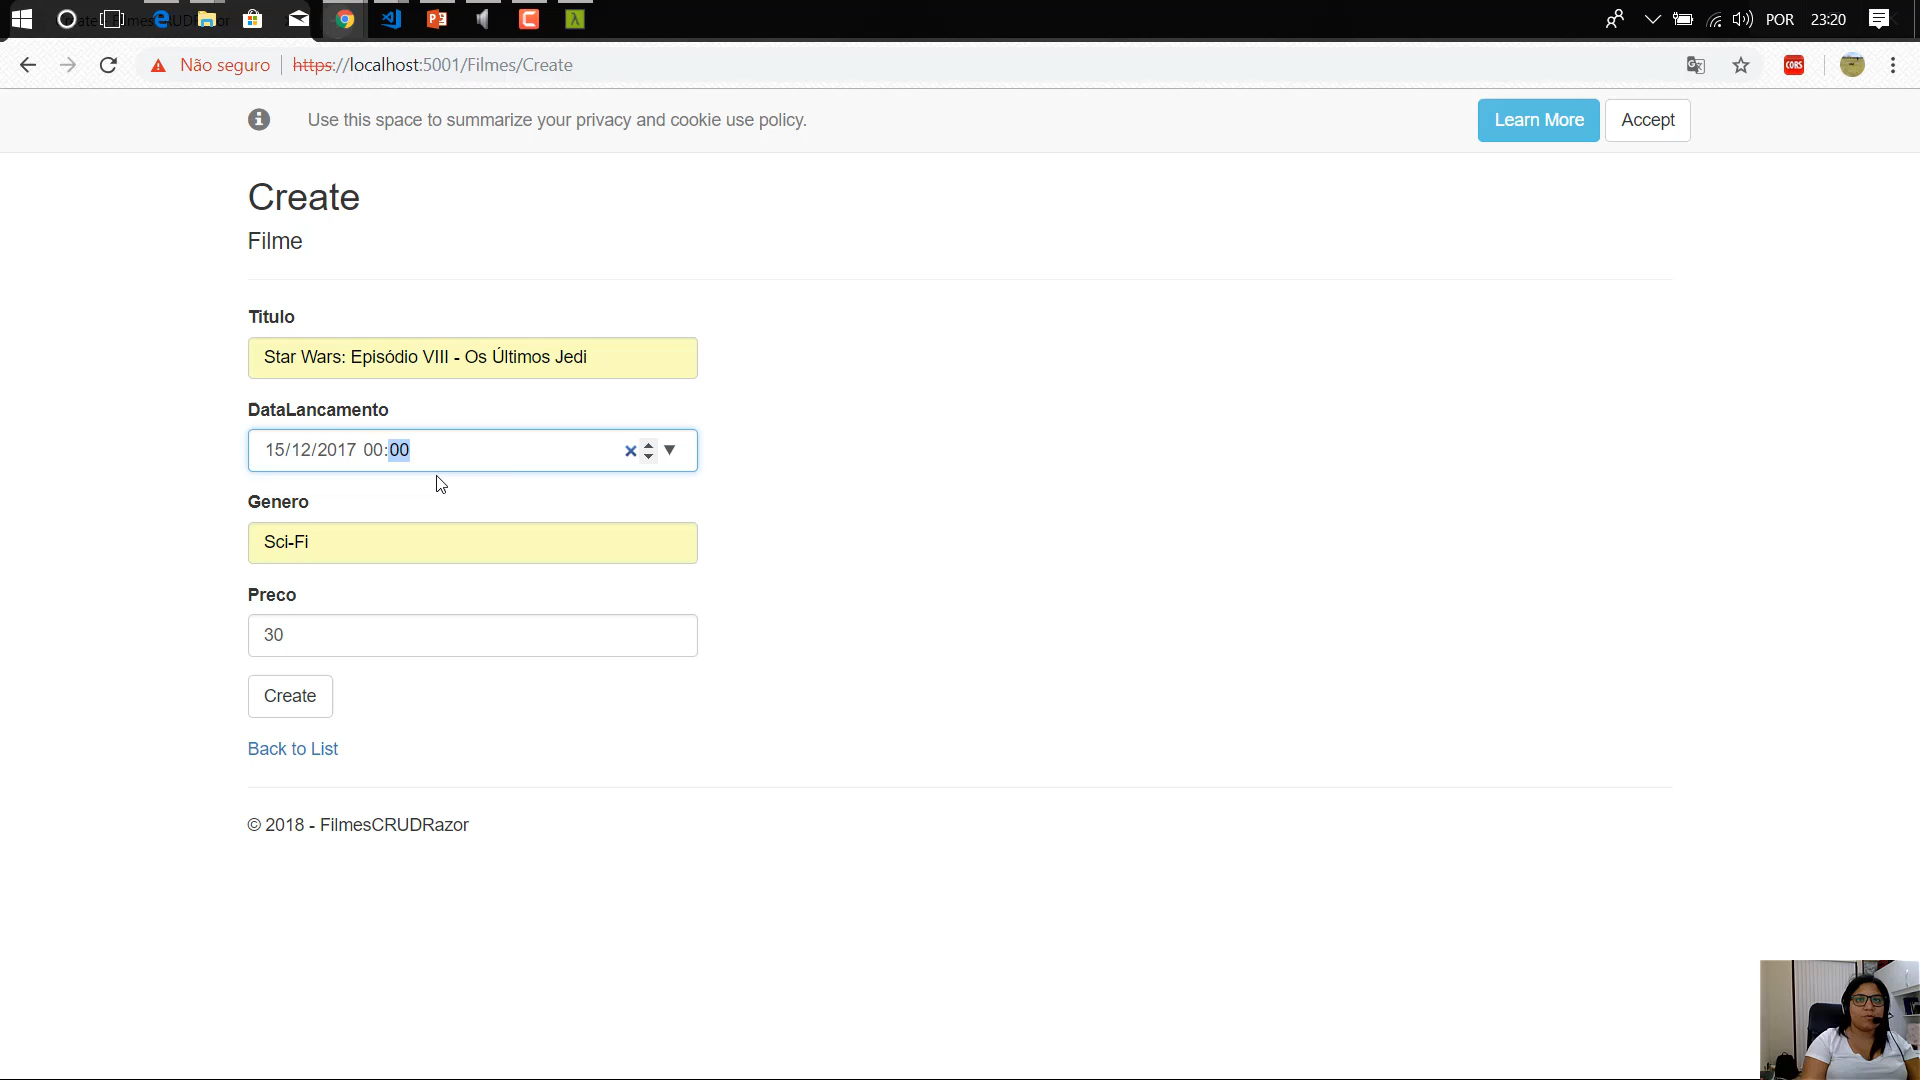 POR 23:20
Não seguro https://localhost:5001/Filmes/Create
CORS
Use this space to summarize your privacy and cookie use policy.
Learn More
Accept
Create
Filme
Titulo
Star Wars: Episódio VIII - Os Últimos Jedi
DataLancamento
15/12/2017 00:00
Genero
Sci-Fi
Preco
30
Create
Back to List
© 2018 - FilmesCRUDRazor